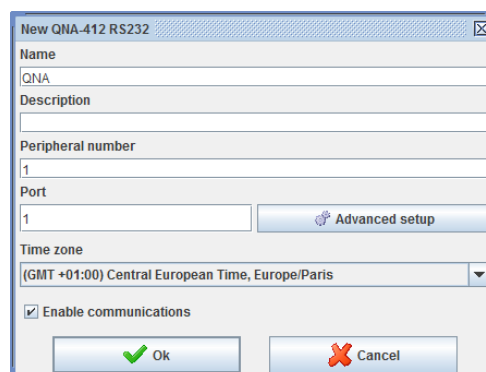 New QNA-412 RS232
Name
QNA
Description
Peripheral number
1
Port
1
Advanced setup
Time zone
(GMT +01:00) Central European Time, Europe/Paris
Enable communications
Ok
Cancel